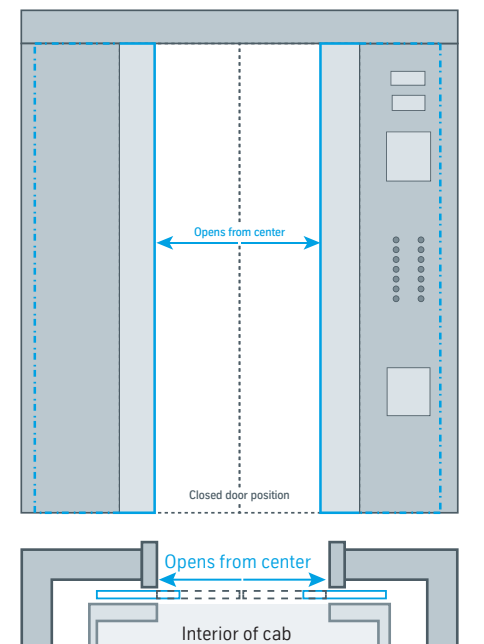 Opens from center
Closed door position
Opens from center
Interior of cab